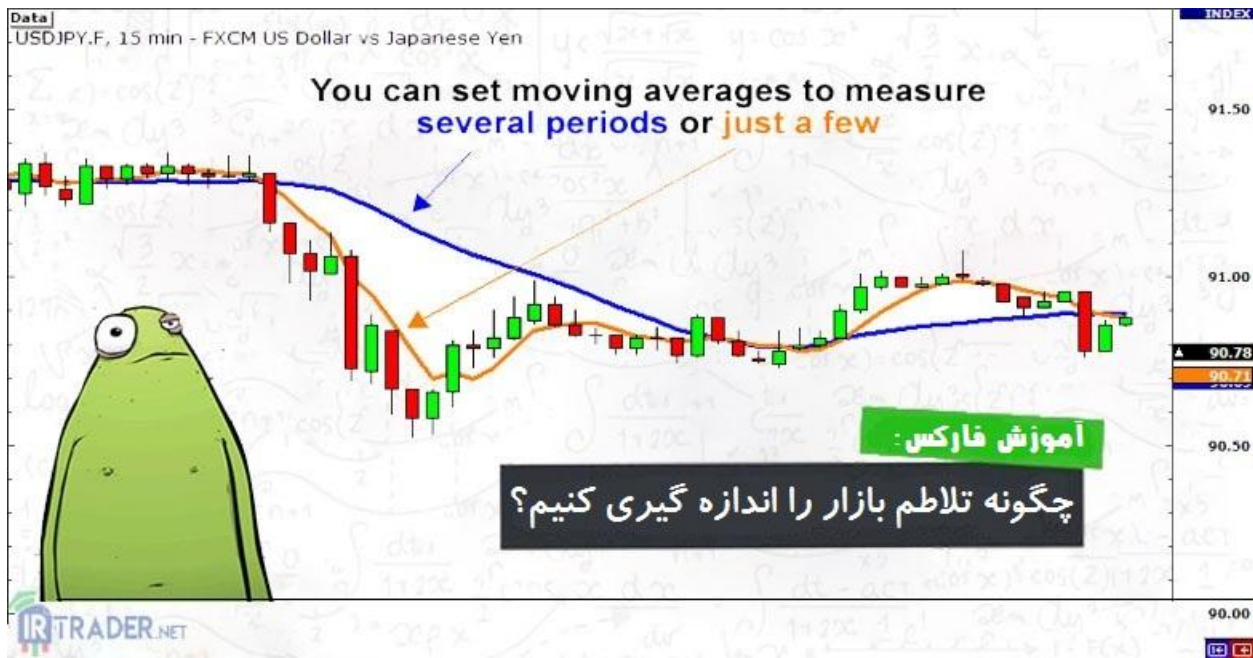 Data
USDJPY.F, 15 min - FXCM US Dollar vs Japanese Yen
INDEX
You can set moving averages to measure
several periods or just a few
91.50
91.00
90.78
90.71
90.50
آموزش فارکس:
چگونه تلاطم بازار را اندازه گیری کنیم؟
90.00
IRTRADER.NET